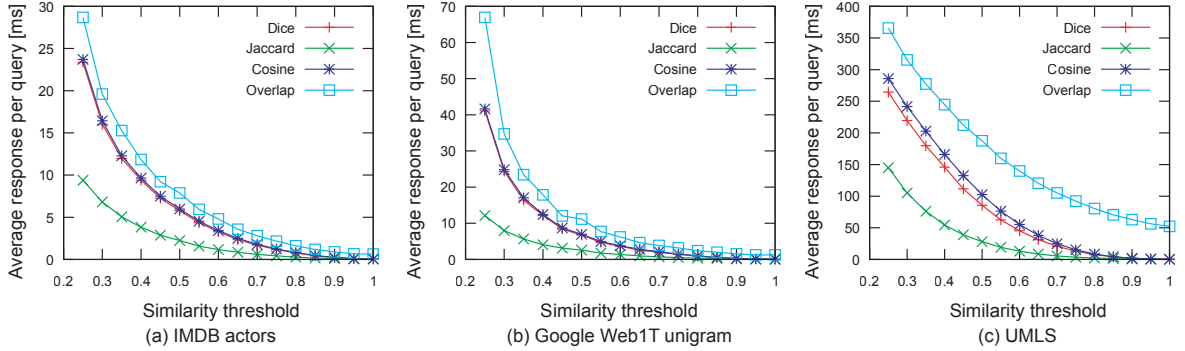 Average response per query [ms]
30
25
20
15
10
5
0
0.2 0.3 0.4 0.5 0.6 0.7 0.8 0.9 1
Dice
Jaccard
Cosine
Overlap
Similarity threshold
(a) IMDB actors
Average response per query [ms]
70
60
50
40
30
20
10
0
0.2 0.3 0.4 0.5 0.6 0.7 0.8 0.9 1
Dice
Jaccard
Cosine
Overlap
Similarity threshold
(b) Google Web1T unigram
Average response per query [ms]
400
350
300
250
200
150
100
50
0
0.2 0.3 0.4 0.5 0.6 0.7 0.8 0.9 1
Dice
Jaccard
Cosine
Overlap
Similarity threshold
(c) UMLS